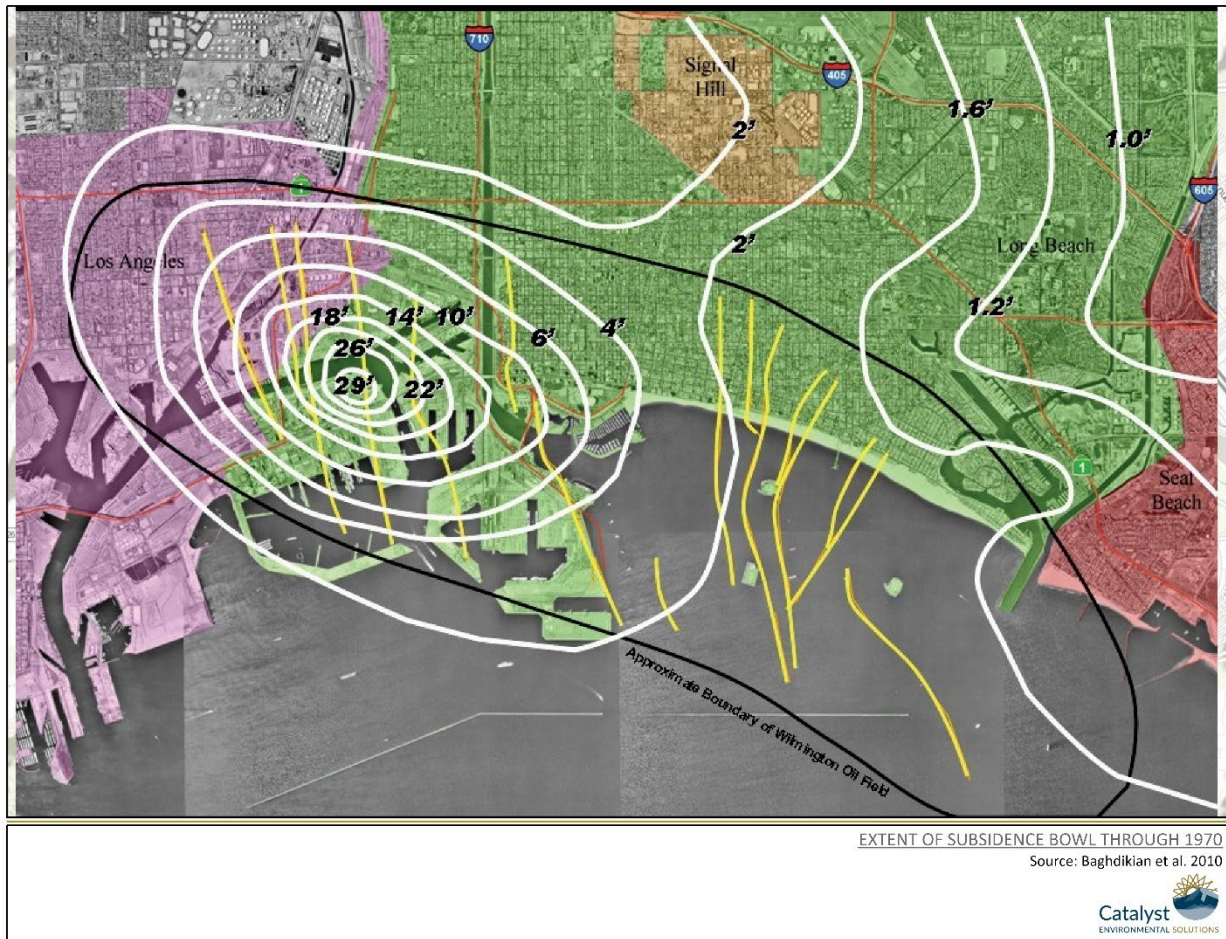 710
Signal
Hill
405
1.6'
2'
1.0'
1
605
2'
Los Angeles
Long Beach
1.2'
18'
14'
10'
6'
4'
26'
29'
22'
1
Seal
Beach
Approximate Boundary of Wilmington Oil Field
EXTENT OF SUBSIDENCE BOWL THROUGH 1970
Source: Baghdikian et al. 2010
Catalyst
ENVIRONMENTAL SOLUTIONS